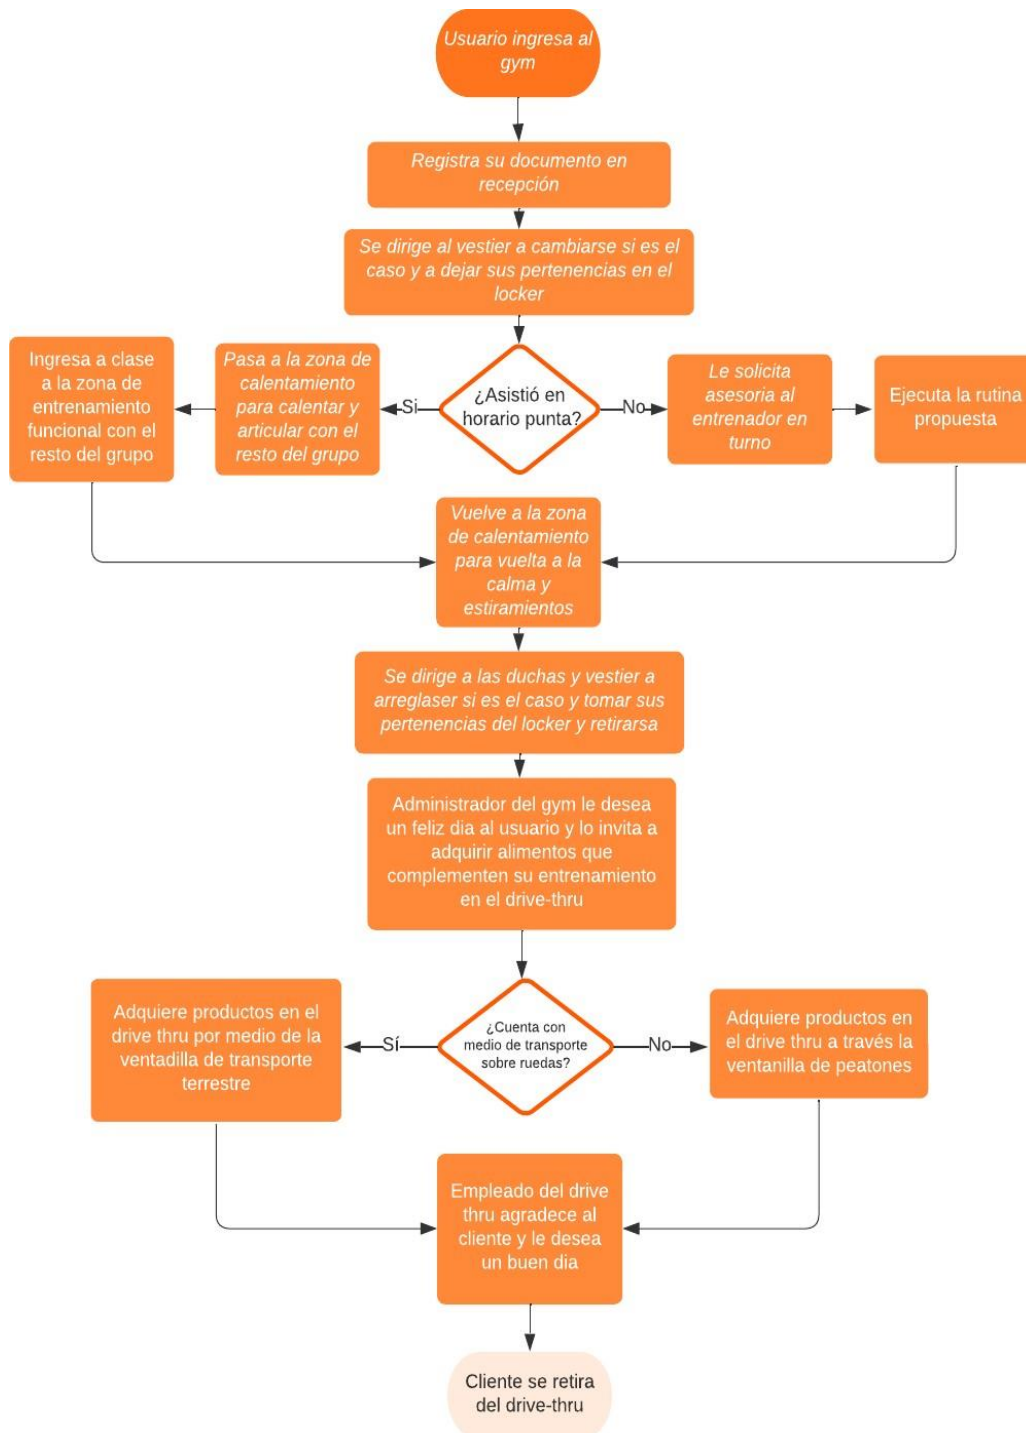 Usuario ingresa al
gym
Registra su documento en
recepción
Se dirige al vestier a cambiarse si es el
caso y a dejar sus pertenencias en el
locker
Ingresa a clase
a la zona de
entrenamiento
funcional con el
resto del grupo
Pasa a la zona de
calentamiento
para calentar y
articular con el
resto del grupo
Si
¿Asistió en
horario punta?
No
Le solicita
asesoria al
entrenador en
turno
Ejecuta la rutina
propuesta
Vuelve a la zona
de calentamiento
para vuelta a la
calma y
estiramientos
Se dirige a las duchas y vestier a
arreglaser si es el caso y tomar sus
pertenencias del locker y retirarsa
Administrador del gym le desea
un feliz dia al usuario y lo invita a
adquirir alimentos que
complementen su entrenamiento
en el drive-thru
Adquiere productos en el
drive thru por medio de la
ventadilla de transporte
terrestre
Sí
¿Cuenta con
medio de transporte
sobre ruedas?
No
Adquiere productos en
el drive thru a través la
ventanilla de peatones
Empleado del drive
thru agradece al
cliente y le desea
un buen dia
Cliente se retira
del drive-thru